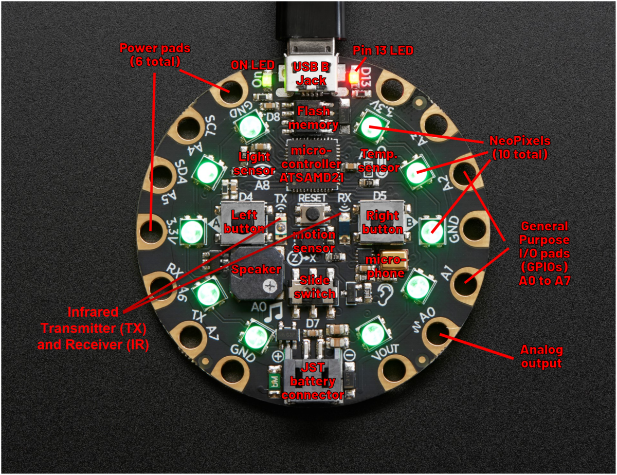 Power pads
(6 total)
ON LED
ON
USB B
Jack
Pin 13 LED
D13
GND
D8
Flash
memory
3.3V
SCL
A4
Light
sensor
micro-
controller
ATSAMD21
Temp.
sensor
NeoPixels
(10 total)
A3
SDA
A5
A8
A2
D4
TX
RESET
RX
D5
Left
button
A
Right
button
B
3.3V
motion
sensor
GND
Z
X
Speaker
micro
phone
General
Purpose
I/O pads
(GPIOs)
A0 to A7
RX
A6
Slide
switch
A1
A0
Infrared
Transmitter (TX)
and Receiver (IR)
TX
A7
D7
A0
GND
VOUT
Analog
output
JST
battery
connector